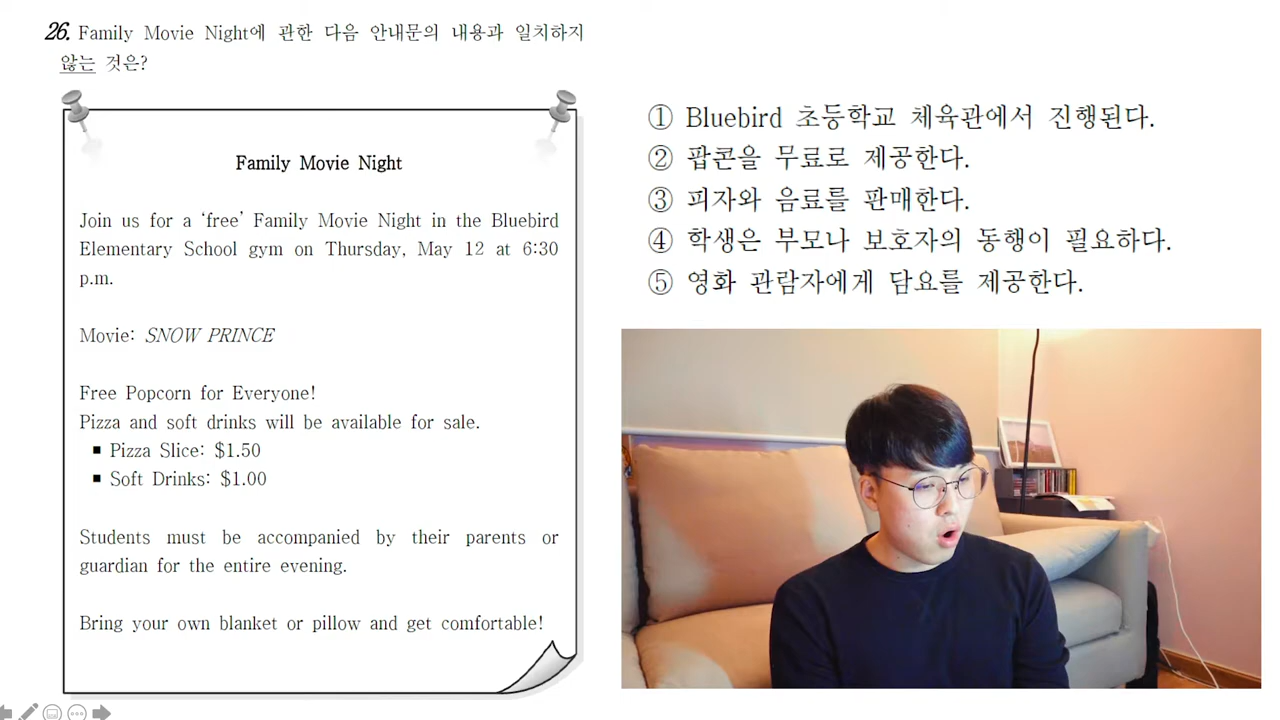 26. Family Movie Night에 관한 다음 안내문의 내용과 일치하지
않는 것은?
Family Movie Night
Join us for a ‘free’ Family Movie Night in the Bluebird
Elementary School gym on Thursday, May 12 at 6:30
p.m.
Movie: SNOW PRINCE
Free Popcorn for Everyone!
Pizza and soft drinks will be available for sale.
▪ Pizza Slice: $1.50
▪ Soft Drinks: $1.00
Students must be accompanied by their parents or
guardian for the entire evening.
Bring your own blanket or pillow and get comfortable!
① Bluebird 초등학교 체육관에서 진행된다.
② 팝콘을 무료로 제공한다.
③ 피자와 음료를 판매한다.
④ 학생은 부모나 보호자의 동행이 필요하다.
⑤ 영화 관람자에게 담요를 제공한다.